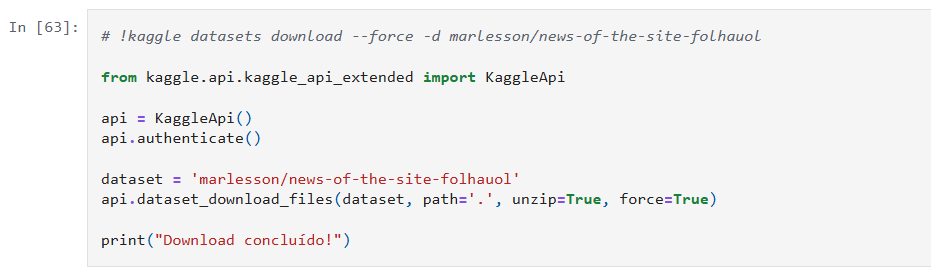 In [63]:
# !kaggle datasets download --force -d marlesson/news-of-the-site-folhauol
from kaggle.api.kaggle_api_extended import KaggleApi
api = KaggleApi()
api.authenticate()
dataset = 'marlesson/news-of-the-site-folhauol'
api.dataset_download_files(dataset, path='.', unzip=True, force=True)
print("Download concluído!")